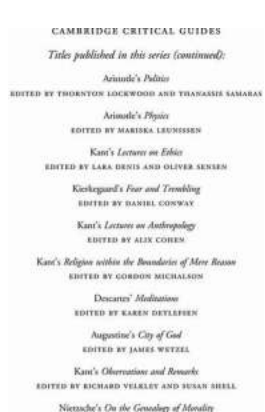 CAMBRIDGE CRITICAL GUIDES
Titles published in this series (continued):
Aristotle's Politics
EDITED BY THORNTON LOCKWOOD AND THANASSIS SAMARAS
Aristotle's Physics
EDITED BY MARISKA LEUNISSEN
Kant's Lectures on Ethics
EDITED BY LARA DENIS AND OLIVER SENSEN
Kierkegaard's Fear and Trembling
EDITED BY DANIEL CONWAY
Kant's Lectures on Anthropology
EDITED BY ALIX COHEN
Kant's Religion within the Boundaries of Mere Reason
EDITED BY GORDON MICHALSON
Descartes' Meditations
EDITED BY KAREN DETLEFSEN
Augustine's City of God
EDITED BY JAMES WETZEL
Kant's Observations and Remarks
EDITED BY RICHARD VELKLEY AND SUSAN SHELL
Nietzsche's On the Genealogy of Morality